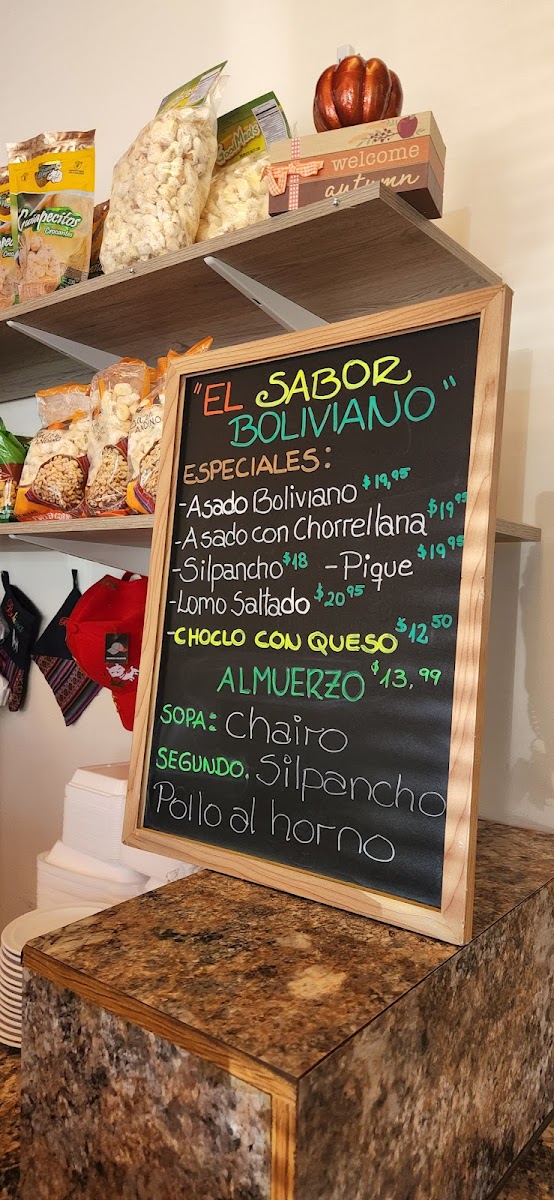 Cuñapecitos
Crocantes
welcome
autumn
"EL SABOR
BOLIVIANO"
ESPECIALES:
-Asado Boliviano $19,95
-Asado con Chorrellana $19,95
-Silpancho $18 -Pique $19,95
-Lomo Saltado $20,95
-CHOCLO CON QUESO $12,50
ALMUERZO $13,99
SOPA: Chairo
SEGUNDO. Silpancho
Pollo al horno